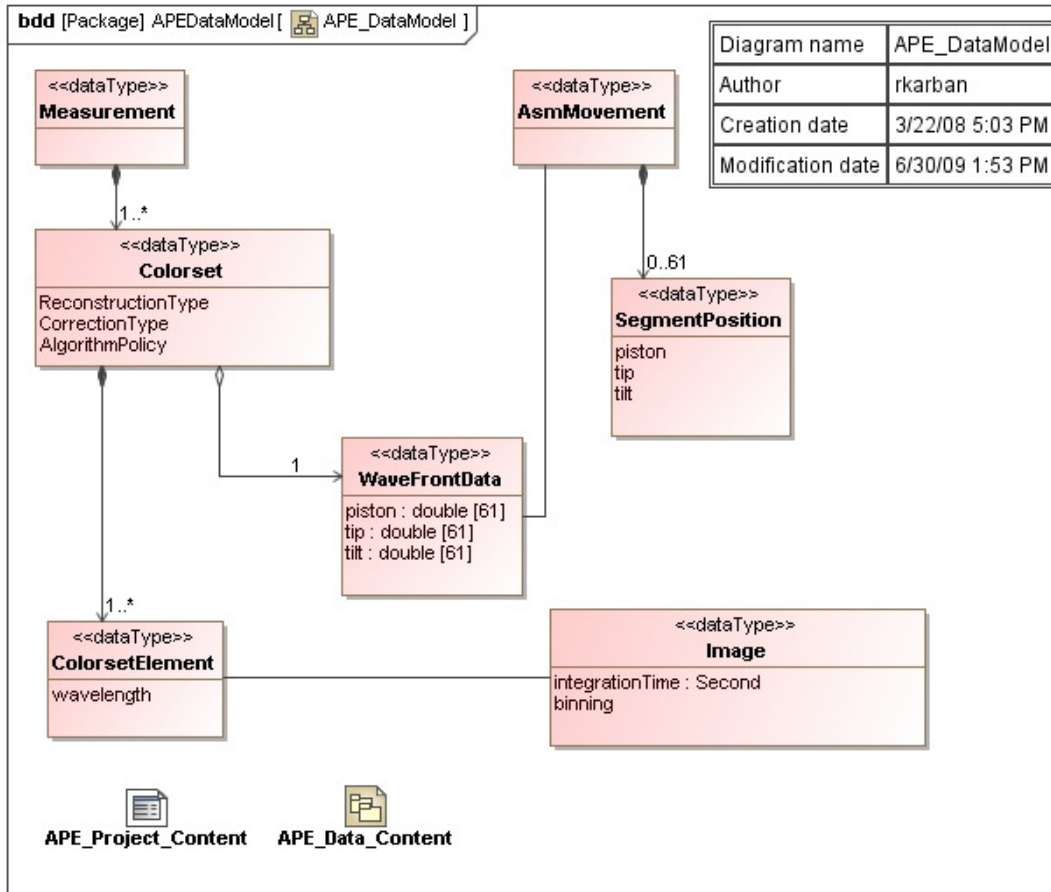 bdd [Package] APEDataModel [ APE_DataModel ]
Diagram name APE_DataModel
Author rkarban
Creation date 3/22/08 5:03 PM
Modification date 6/30/09 1:53 PM
<<dataType>>
Measurement
<<dataType>>
AsmMovement
1..*
<<dataType>>
Colorset
ReconstructionType
CorrectionType
AlgorithmPolicy
0..61
<<dataType>>
SegmentPosition
piston
tip
tilt
1
<<dataType>>
WaveFrontData
piston : double [61]
tip : double [61]
tilt : double [61]
1..*
<<dataType>>
ColorsetElement
wavelength
<<dataType>>
Image
integrationTime : Second
binning
APE_Project_Content
APE_Data_Content